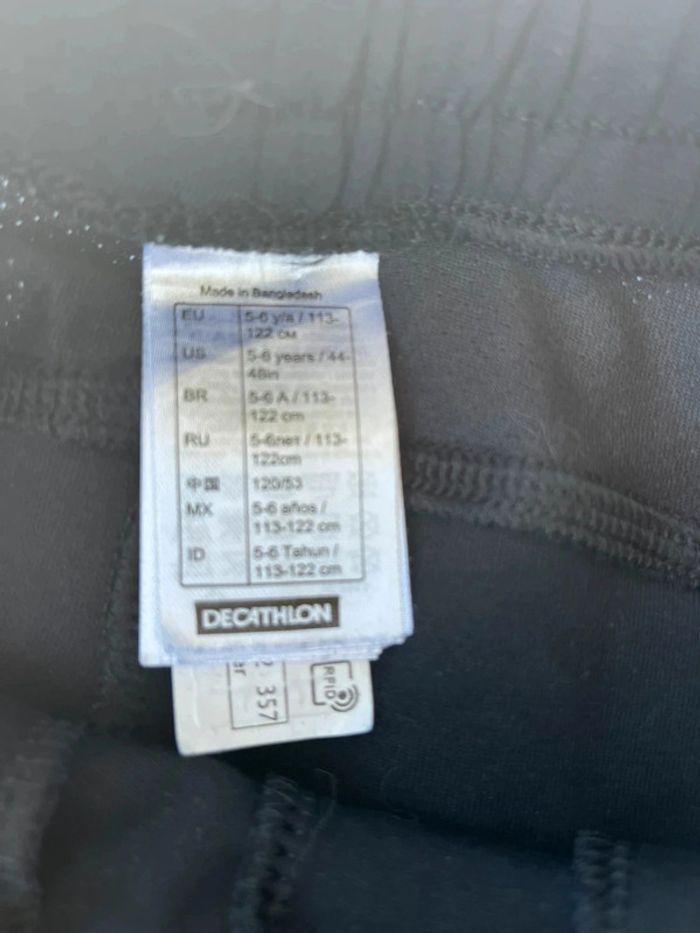 Made in Bangladesh
EU 5-6 y/a / 113-
122 см
US 5-6 years / 44-
48in
BR 5-6 A / 113-
122 cm
RU 5-6лет / 113-
122cm
中国 120/53
MX 5-6 años /
113-122 cm
ID 5-6 Tahun /
113-122 cm
DECATHLON
RFID
357